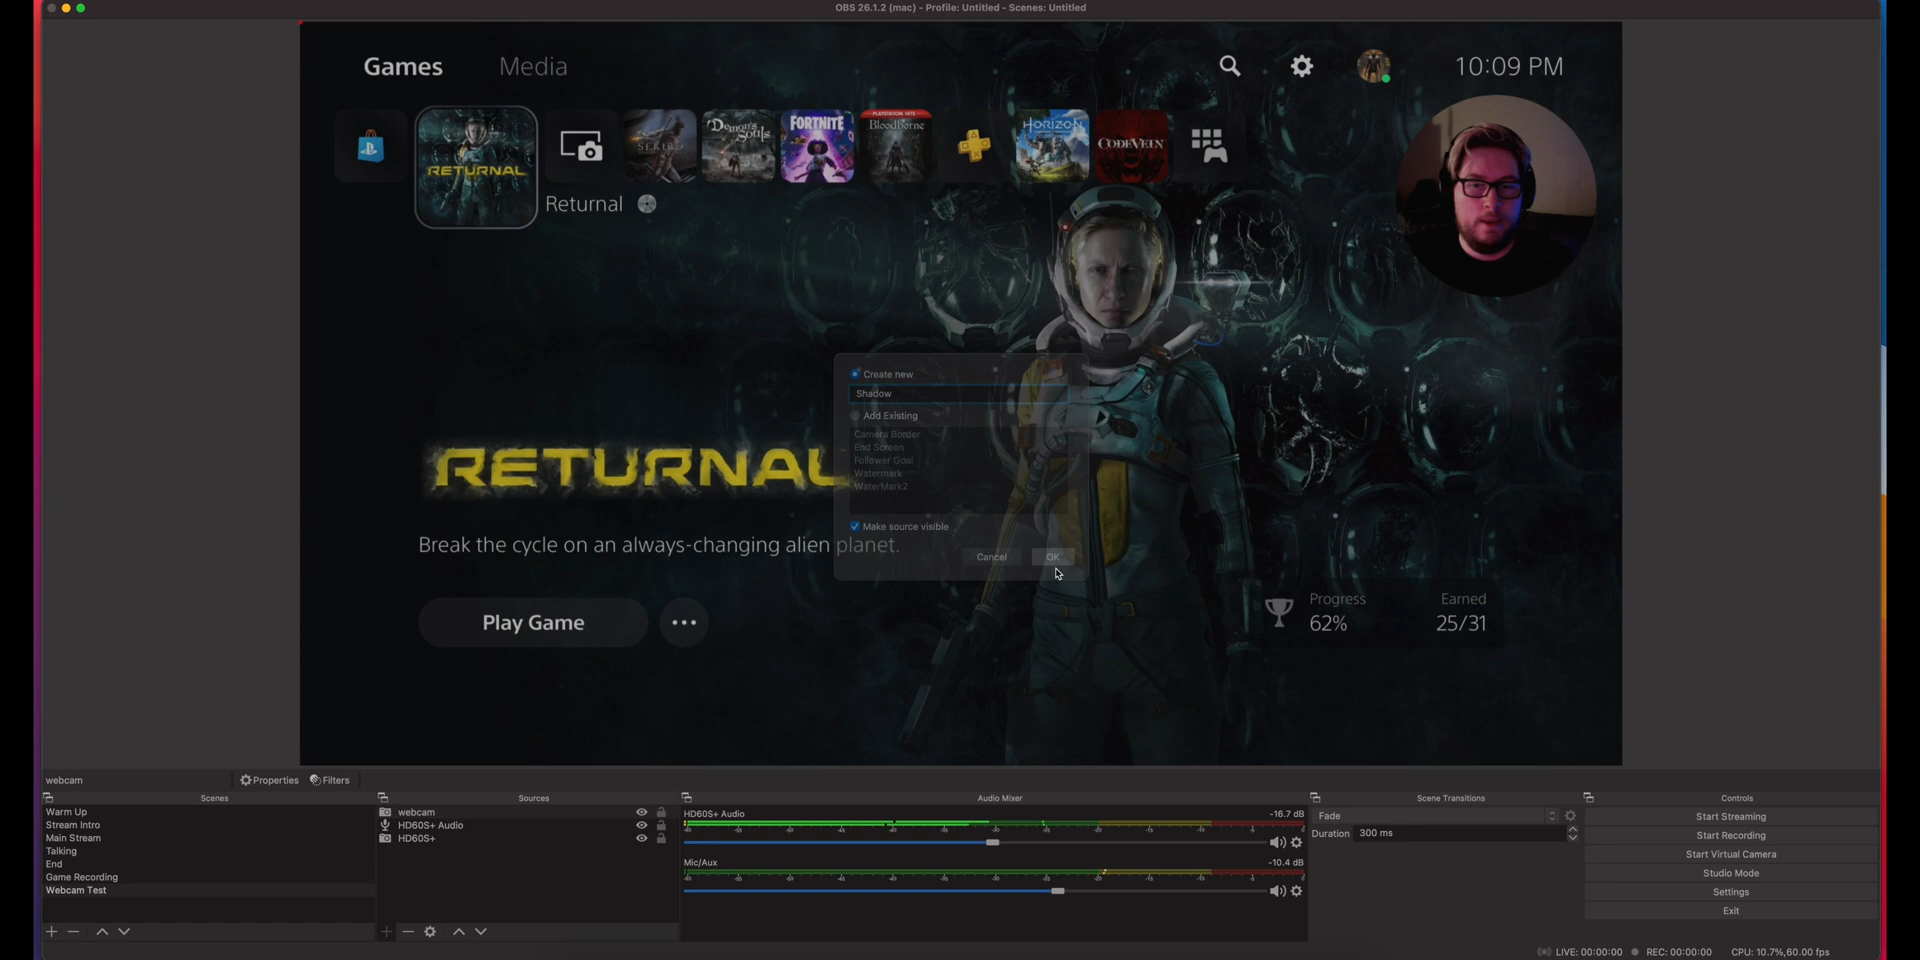 OBS 26.1.2 (mac) - Profile: Untitled - Scenes: Untitled
Games
Media
10:09 PM
RETURNAL
SEKIRO
Demon's Souls
FORTNITE
PLAYSTATION HITS
Bloodborne
HORIZON
CODE VEIN
Returnal
Create new
Shadow
Add Existing
Camera Border
End Screen
Follower Goal
Watermark
WaterMark2
Make source visible
Cancel
OK
RETURNAL
Break the cycle on an always-changing alien planet.
Play Game
Progress
62%
Earned
25/31
webcam
Properties
Filters
Scenes
Warm Up
Stream Intro
Main Stream
Talking
End
Game Recording
Webcam Test
Sources
webcam
HD60S+ Audio
HD60S+
Audio Mixer
HD60S+ Audio
-16.7 dB
Mic/Aux
-10.4 dB
Scene Transitions
Fade
Duration 300 ms
Controls
Start Streaming
Start Recording
Start Virtual Camera
Studio Mode
Settings
Exit
LIVE: 00:00:00
REC: 00:00:00
CPU: 10.7%,60.00 fps